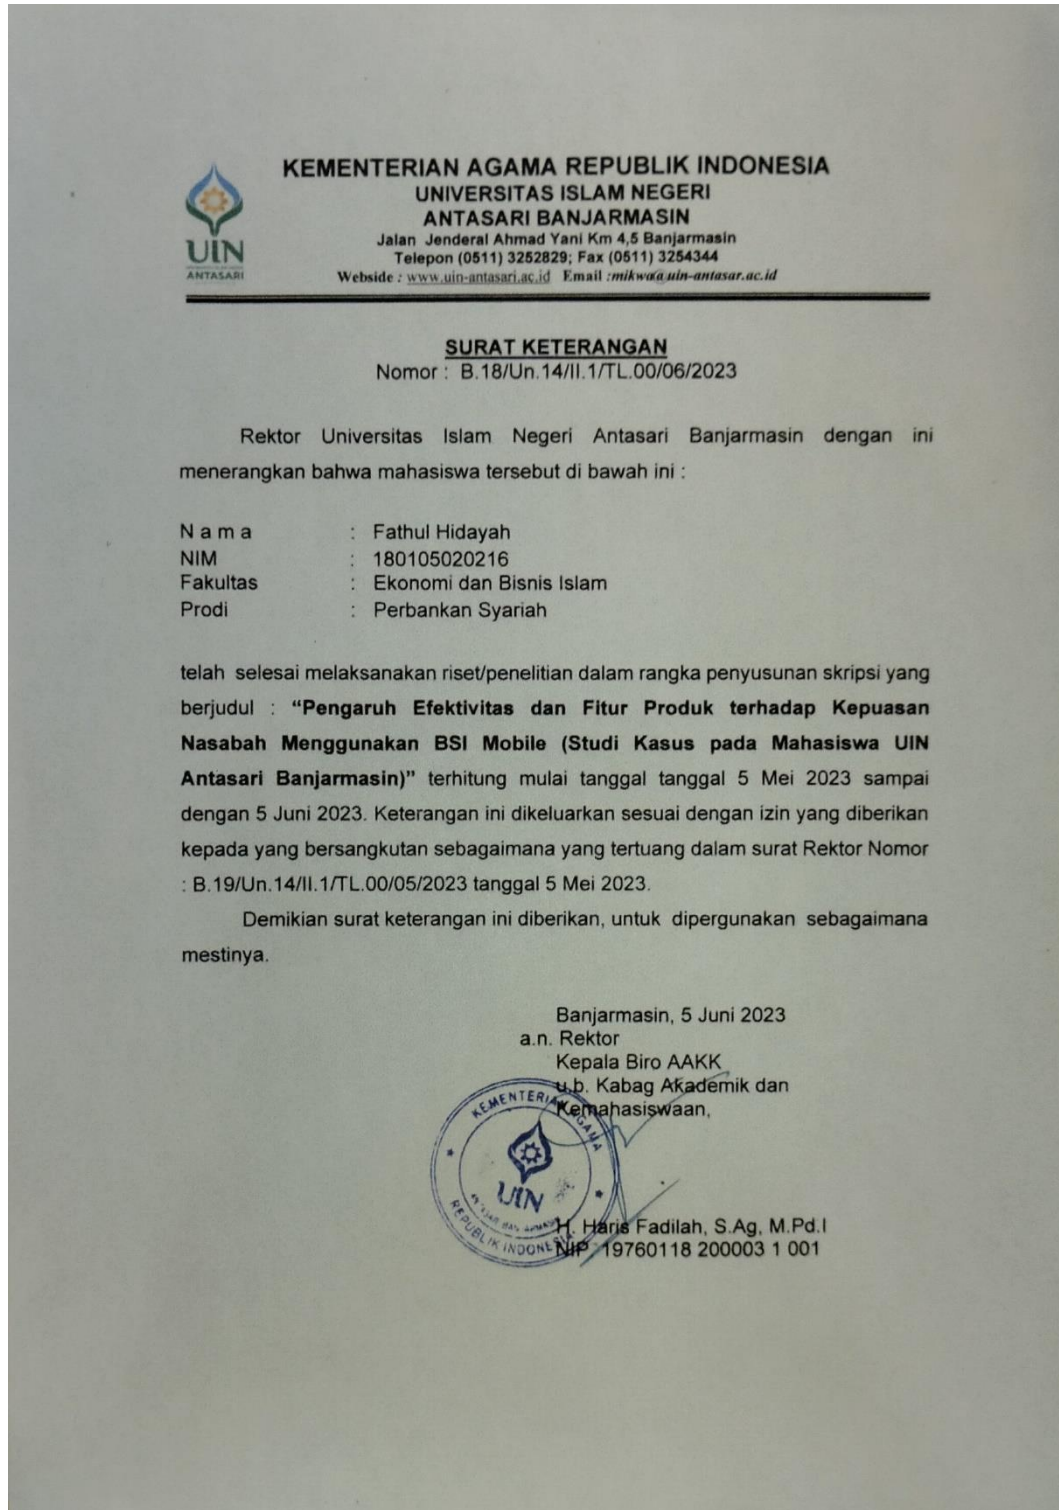 KEMENTERIAN AGAMA REPUBLIK INDONESIA
UNIVERSITAS ISLAM NEGERI
ANTASARI BANJARMASIN
Jalan Jenderal Ahmad Yani Km 4,5 Banjarmasin
Telepon (0511) 3252829; Fax (0511) 3254344
Webside : www.uin-antasari.ac.id Email :mikwa@uin-antasar.ac.id
UIN
ANTASARI
SURAT KETERANGAN
Nomor : B.18/Un.14/II.1/TL.00/06/2023
Rektor Universitas Islam Negeri Antasari Banjarmasin dengan ini
menerangkan bahwa mahasiswa tersebut di bawah ini :
N a m a : Fathul Hidayah
NIM : 180105020216
Fakultas : Ekonomi dan Bisnis Islam
Prodi : Perbankan Syariah
telah selesai melaksanakan riset/penelitian dalam rangka penyusunan skripsi yang
berjudul : “Pengaruh Efektivitas dan Fitur Produk terhadap Kepuasan
Nasabah Menggunakan BSI Mobile (Studi Kasus pada Mahasiswa UIN
Antasari Banjarmasin)” terhitung mulai tanggal tanggal 5 Mei 2023 sampai
dengan 5 Juni 2023. Keterangan ini dikeluarkan sesuai dengan izin yang diberikan
kepada yang bersangkutan sebagaimana yang tertuang dalam surat Rektor Nomor
: B.19/Un.14/II.1/TL.00/05/2023 tanggal 5 Mei 2023.
Demikian surat keterangan ini diberikan, untuk dipergunakan sebagaimana
mestinya.
Banjarmasin, 5 Juni 2023
a.n. Rektor
Kepala Biro AAKK
u.b. Kabag Akademik dan
Kemahasiswaan,
KEMENTERIAN AGAMA
UIN
REPUBLIK INDONESIA
H. Haris Fadilah, S.Ag, M.Pd.I
NIP 19760118 200003 1 001